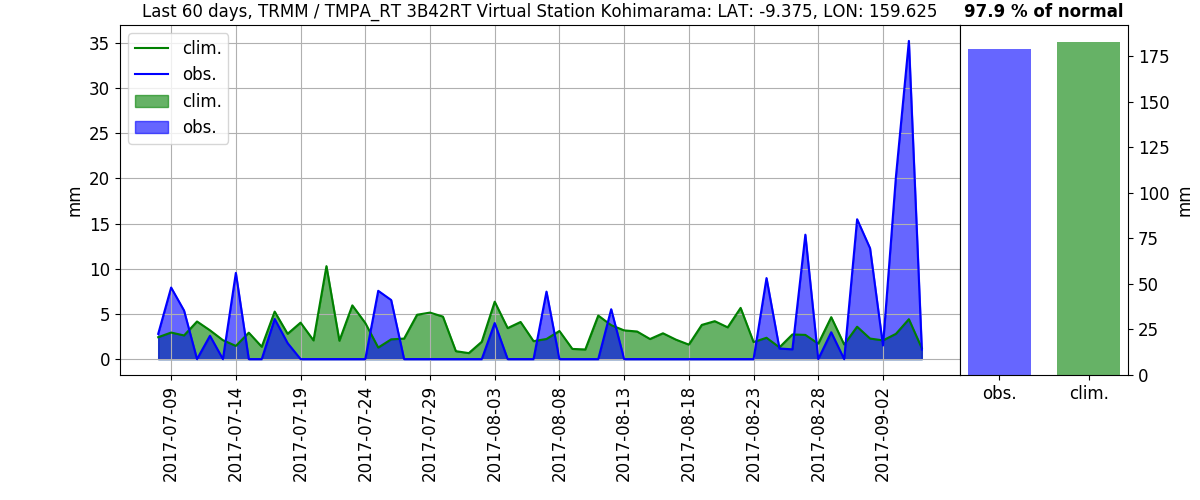 Last 60 days, TRMM / TMPA_RT 3B42RT Virtual Station Kohimarama: LAT: -9.375, LON: 159.625
97.9 % of normal
clim.
obs.
clim.
obs.
35
30
25
20
15
10
5
0
mm
2017-07-09
2017-07-14
2017-07-19
2017-07-24
2017-07-29
2017-08-03
2017-08-08
2017-08-13
2017-08-18
2017-08-23
2017-08-28
2017-09-02
175
150
125
100
75
50
25
0
mm
obs.
clim.